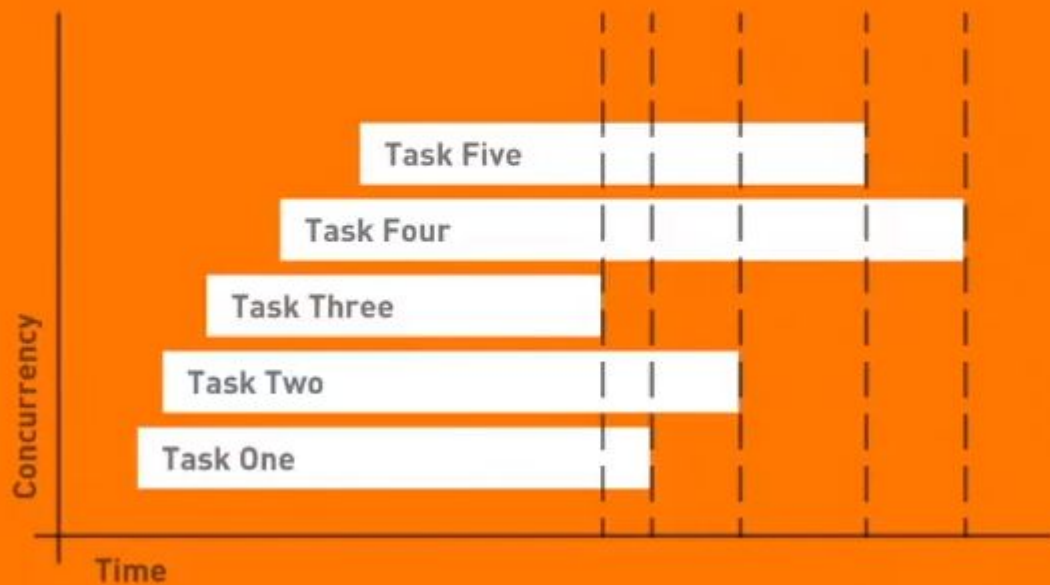 Task Five
Task Four
Task Three
Task Two
Task One
Concurrency
Time